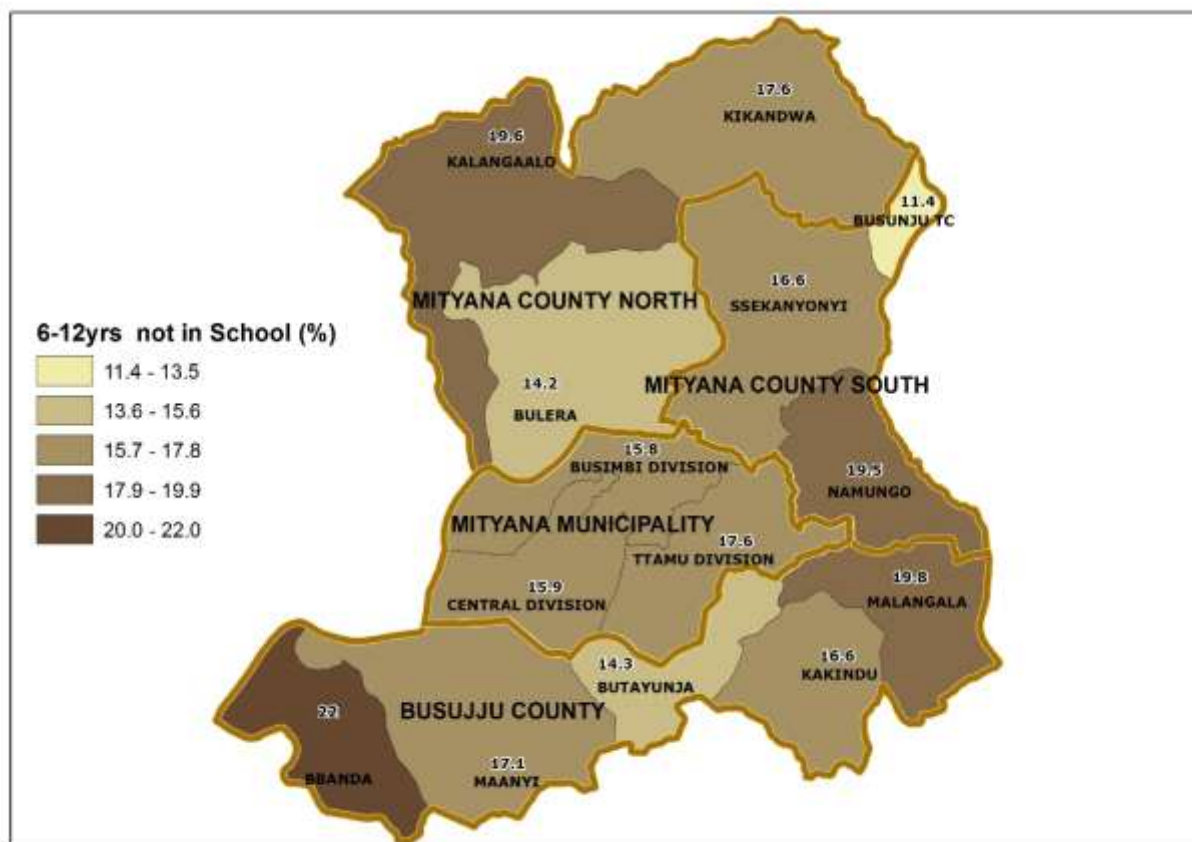 17.6
KIKANDWA
19.6
KALANGAALO
11.4
BUSUNJU TC
16.6
SSEKANYONYI
MITYANA COUNTY NORTH
6-12yrs not in School (%)
11.4 - 13.5
13.6 - 15.6
15.7 - 17.8
17.9 - 19.9
20.0 - 22.0
14.2
BULERA
MITYANA COUNTY SOUTH
15.8
BUSIMBI DIVISION
19.5
NAMUNGO
MITYANA MUNICIPALITY
17.6
TTAMU DIVISION
15.9
CENTRAL DIVISION
19.8
MALANGALA
14.3
BUTAYUNJA
16.6
KAKINDU
22
BUSUJJU COUNTY
17.1
BBANDA
MAANYI